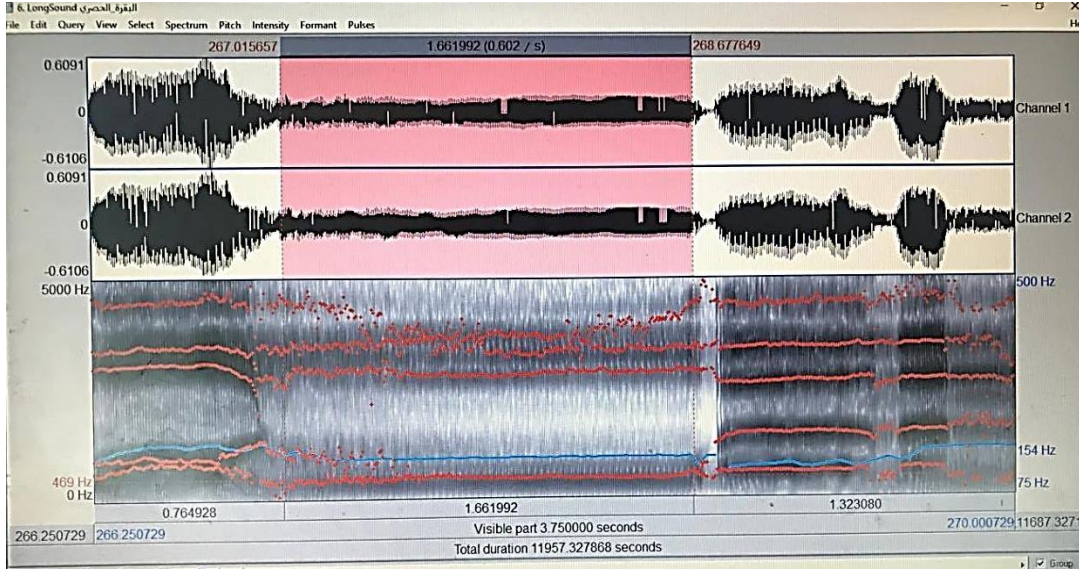 6. LongSound البقرة_الحصري
File Edit Query View Select Spectrum Pitch Intensity Formant Pulses
267.015657 1.661992 (0.602 / s) 268.677649
0.6091
0
-0.6106
Channel 1
0.6091
0
-0.6106
Channel 2
5000 Hz 500 Hz
154 Hz
469 Hz 75 Hz
0 Hz
0.764928 1.661992 1.323080
266.250729 266.250729 Visible part 3.750000 seconds 270.000729
Total duration 11957.327868 seconds
Group